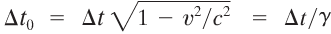 Δt₀ = Δt √(1 − v²/c²) = Δt/γ